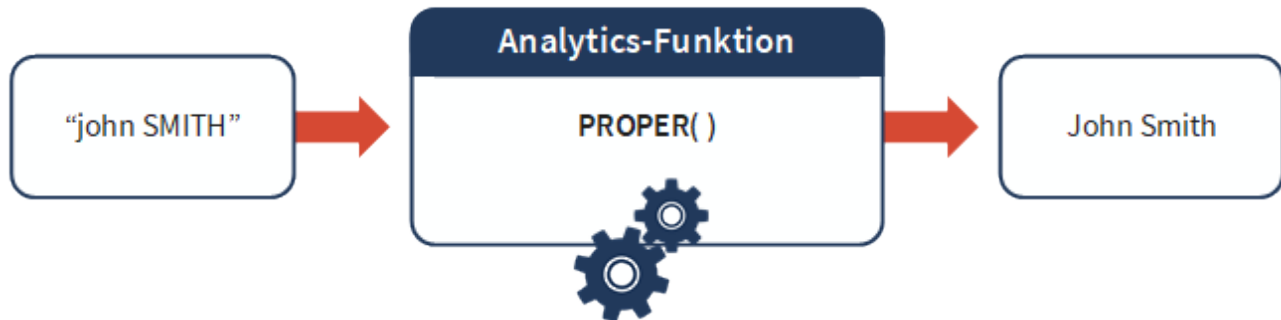 Analytics-Funktion
“john SMITH”
PROPER( )
John Smith